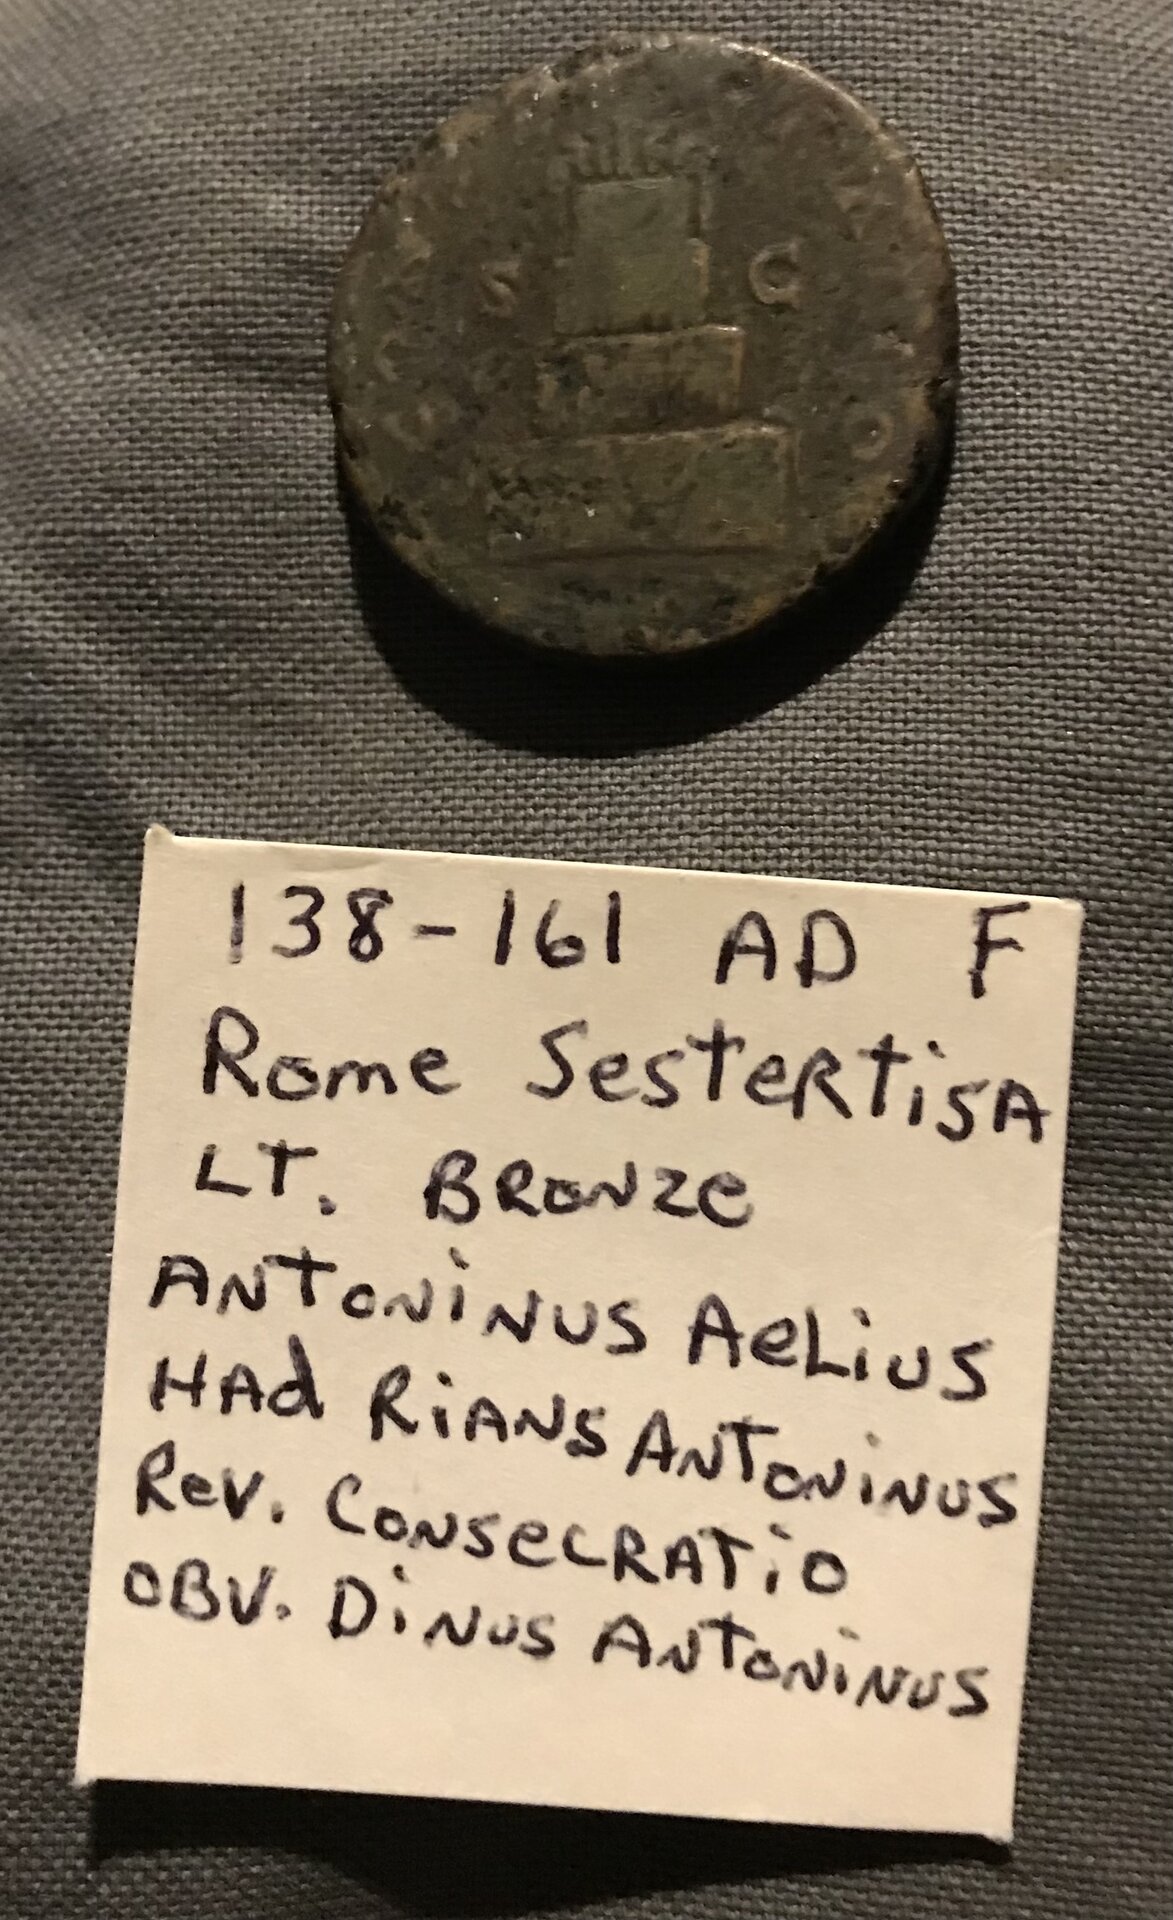 S C
138-161 AD F
Rome SesteRtisA
LT. BRONZe
ANtoNiNUS AeLiUS
HAd RiANS ANTONiNUS
Rev. CONSeCRATiO
OBV. DiNUS ANTONiNUS